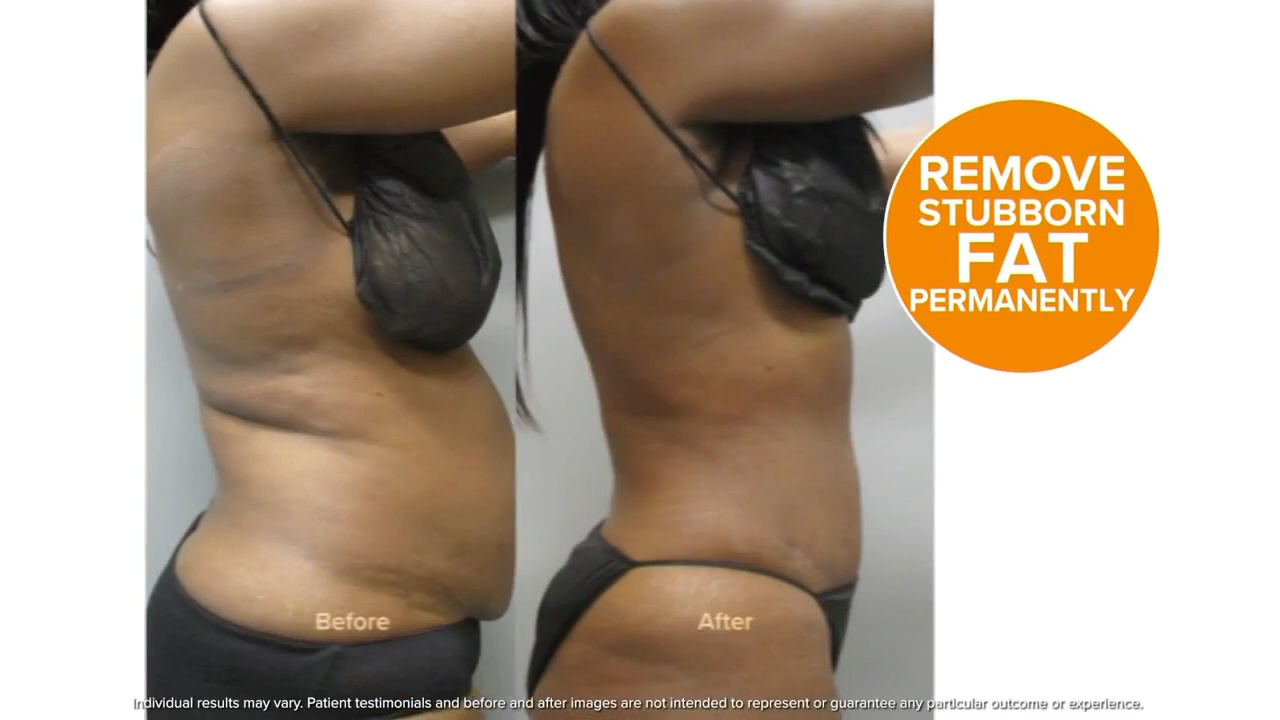 REMOVE
STUBBORN
FAT
PERMANENTLY
Before
After
Individual results may vary. Patient testimonials and before and after images are not intended to represent or guarantee any particular outcome or experience.